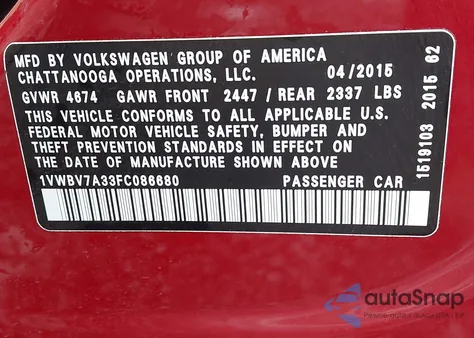 MFD BY VOLKSWAGEN GROUP OF AMERICA
CHATTANOOGA OPERATIONS, LLC. 04/2015
GVWR 4674 GAWR FRONT 2447 / REAR 2337 LBS
THIS VEHICLE CONFORMS TO ALL APPLICABLE U.S.
FEDERAL MOTOR VEHICLE SAFETY, BUMPER AND
THEFT PREVENTION STANDARDS IN EFFECT ON
THE DATE OF MANUFACTURE SHOWN ABOVE.
1VWBV7A33FC086680 PASSENGER CAR
1519103 2015 62
autoSnap